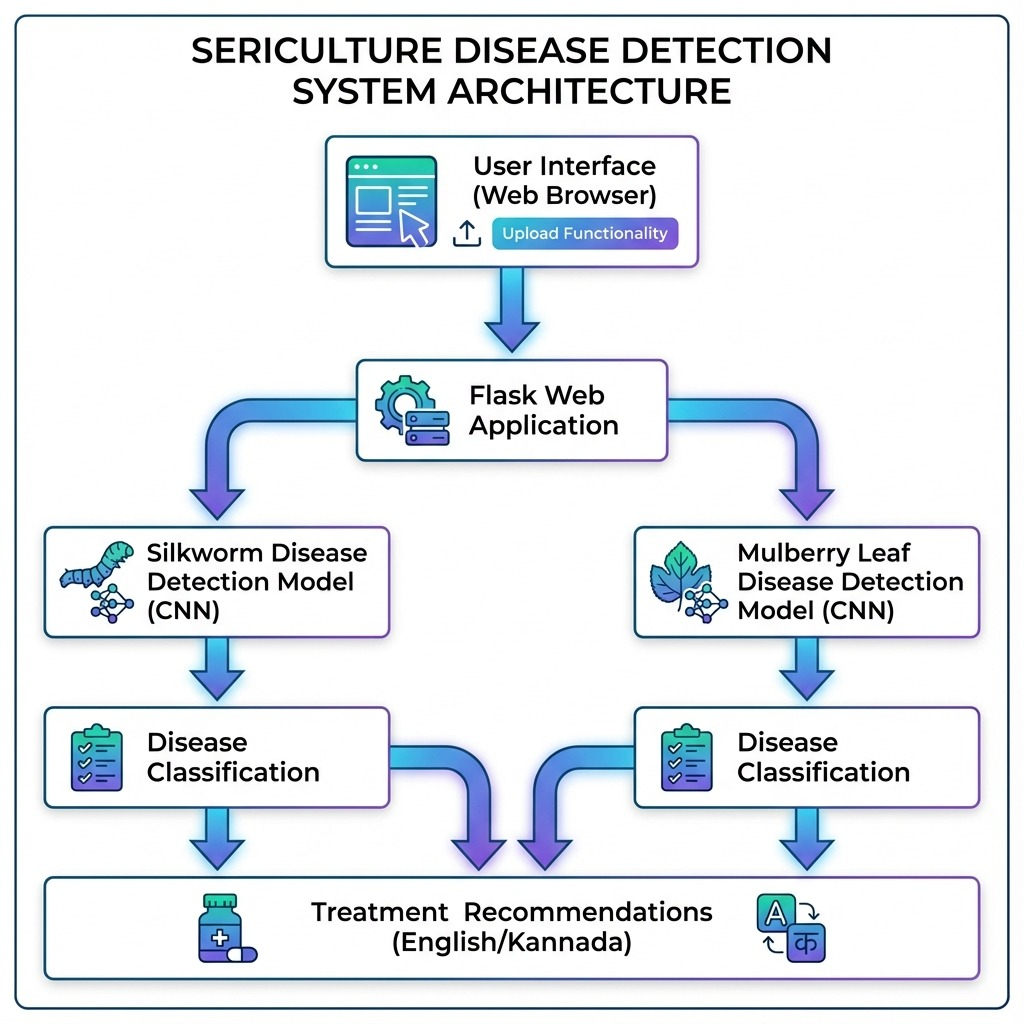 SERICULTURE DISEASE DETECTION
SYSTEM ARCHITECTURE
User Interface
(Web Browser)
Upload Functionality
Flask Web
Application
Silkworm Disease
Detection Model
(CNN)
Mulberry Leaf
Disease Detection
Model (CNN)
Disease
Classification
Disease
Classification
Treatment Recommendations
(English/Kannada)
A
क